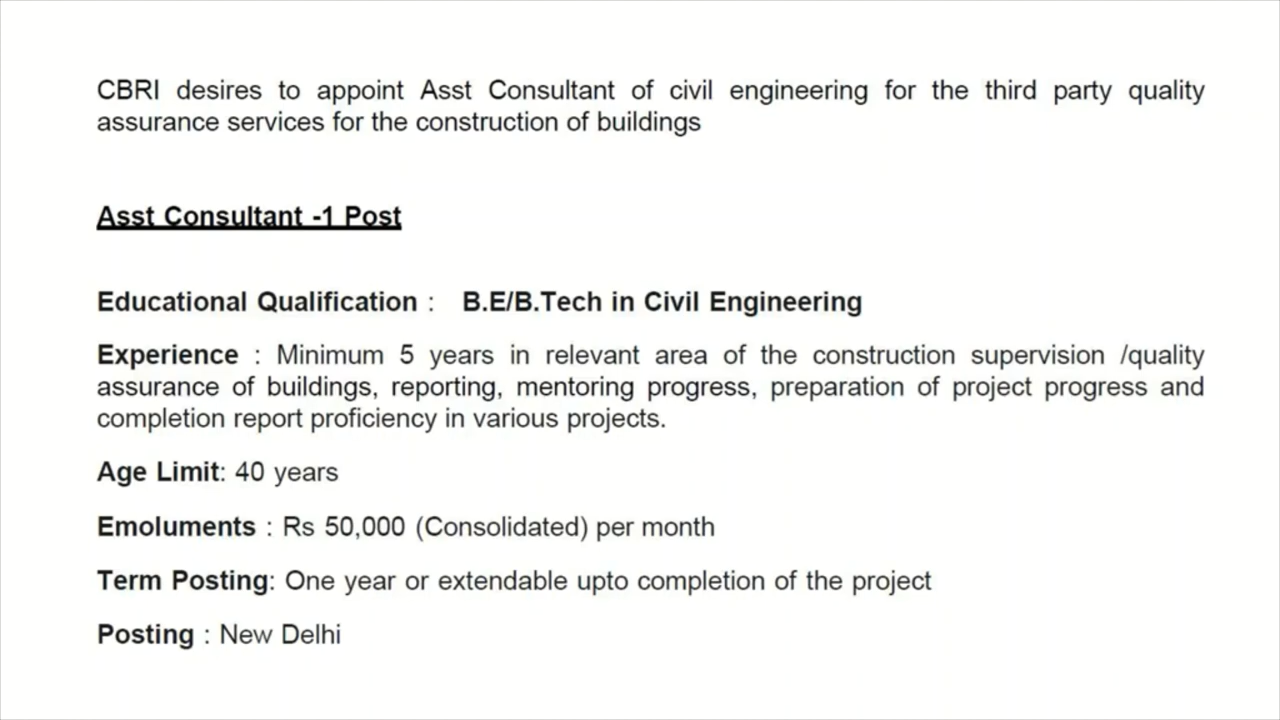 CBRI desires to appoint Asst Consultant of civil engineering for the third party quality
assurance services for the construction of buildings
Asst Consultant -1 Post
Educational Qualification : B.E/B.Tech in Civil Engineering
Experience : Minimum 5 years in relevant area of the construction supervision /quality
assurance of buildings, reporting, mentoring progress, preparation of project progress and
completion report proficiency in various projects.
Age Limit: 40 years
Emoluments : Rs 50,000 (Consolidated) per month
Term Posting: One year or extendable upto completion of the project
Posting : New Delhi